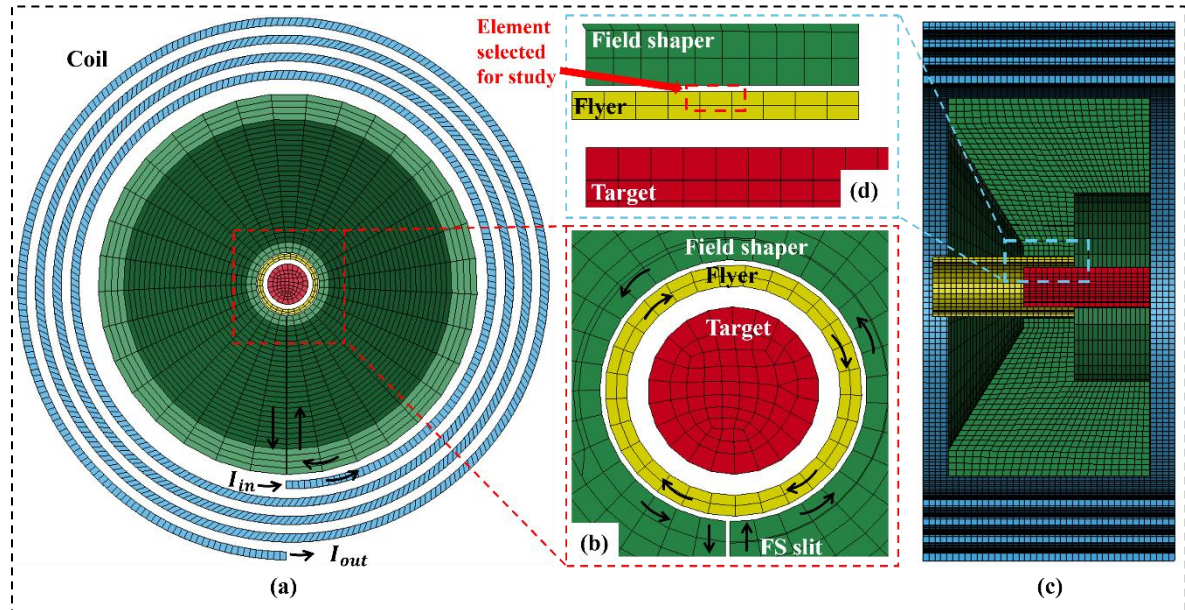 Coil
I_in
I_out
(a)
Element
selected
for study
Field shaper
Flyer
Target
(d)
Field shaper
Flyer
Target
(b)
FS slit
(c)